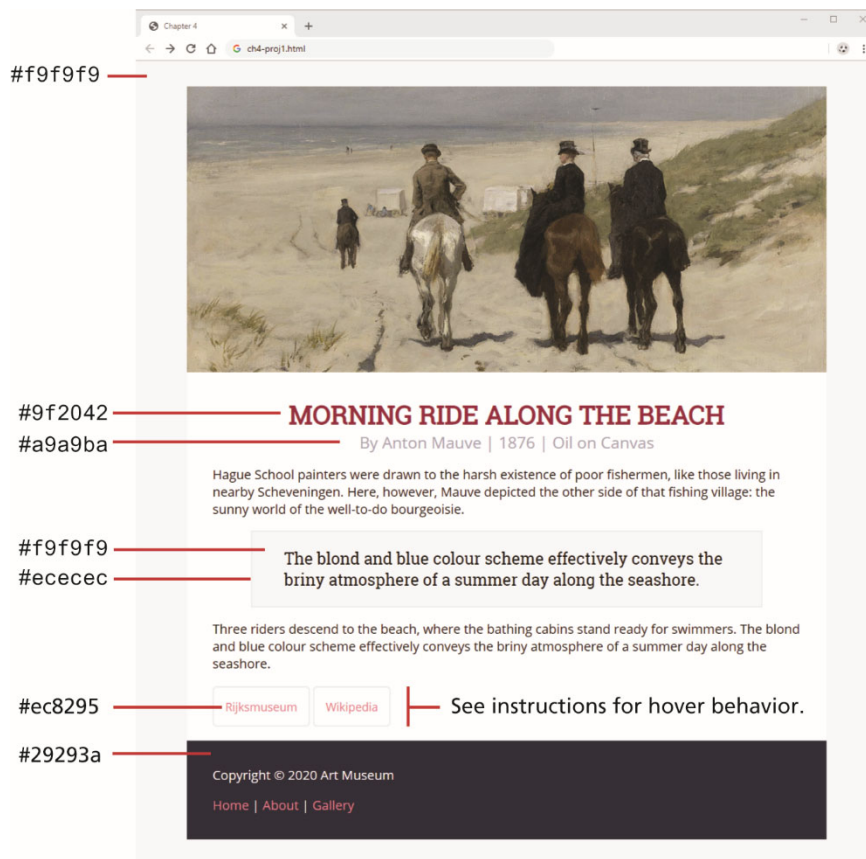 Chapter 4
ch4-proj1.html
#f9f9f9
#9f2042
MORNING RIDE ALONG THE BEACH
#a9a9ba
By Anton Mauve | 1876 | Oil on Canvas
Hague School painters were drawn to the harsh existence of poor fishermen, like those living in
nearby Scheveningen. Here, however, Mauve depicted the other side of that fishing village: the
sunny world of the well-to-do bourgeoisie.
#f9f9f9
#ececec
The blond and blue colour scheme effectively conveys the
briny atmosphere of a summer day along the seashore.
Three riders descend to the beach, where the bathing cabins stand ready for swimmers. The blond
and blue colour scheme effectively conveys the briny atmosphere of a summer day along the
seashore.
#ec8295
Rijksmuseum
Wikipedia
See instructions for hover behavior.
#29293a
Copyright © 2020 Art Museum
Home | About | Gallery